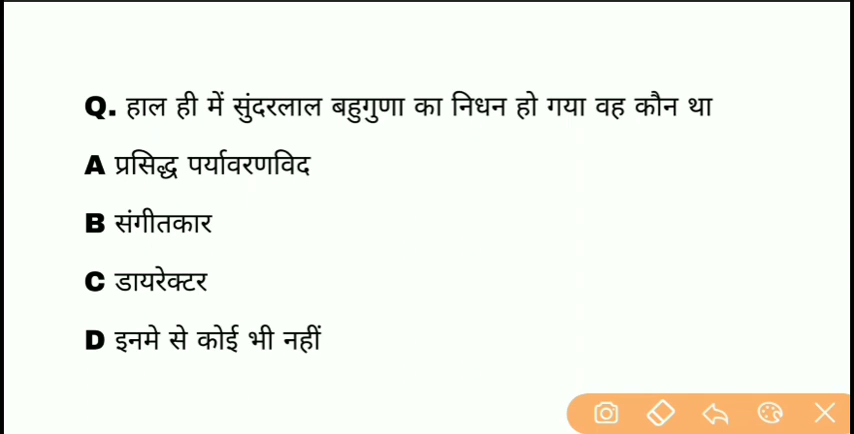 Q. हाल ही में सुंदरलाल बहुगुणा का निधन हो गया वह कौन था
A प्रसिद्ध पर्यावरणविद
B संगीतकार
C डायरेक्टर
D इनमे से कोई भी नहीं